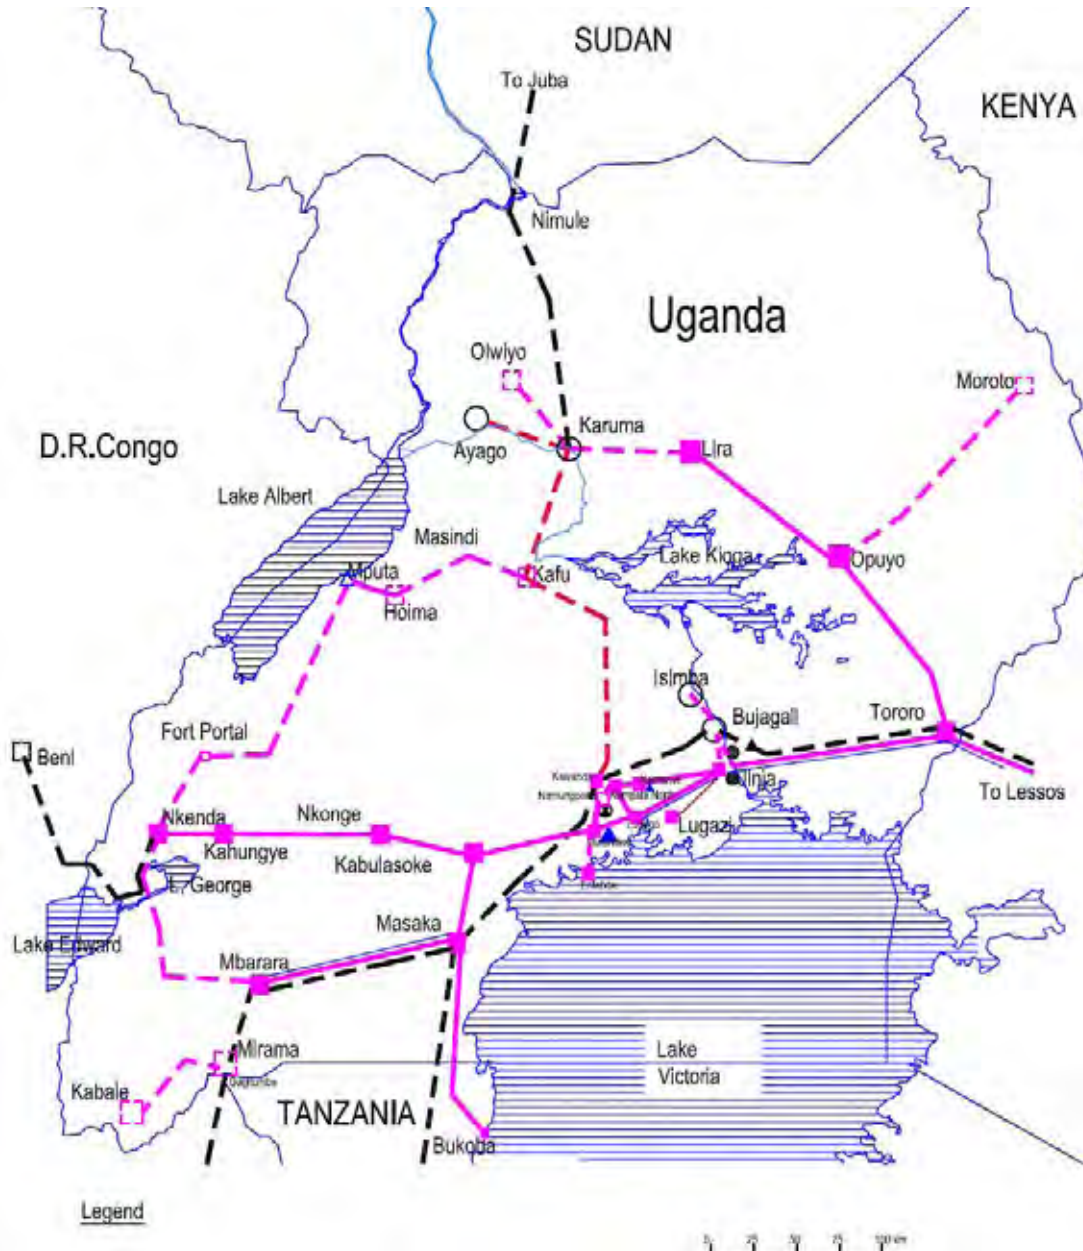 SUDAN
To Juba
KENYA
Nimule
Uganda
Olwiyo
Moroto
Karuma
D.R.Congo
Ayago
Lira
Lake Albert
Masindi
Lake Kioga
Opuyo
Mputa
Kafu
Hoima
Isimba
Bujagali
Tororo
Fort Portal
Beni
To Lessos
Nkenda
Nkonge
Lugazi
Kahungye
Kabulasoke
L. George
Masaka
Lake Edward
Mbarara
Mirama
Lake
Victoria
Kabale
TANZANIA
Bukoba
Legend